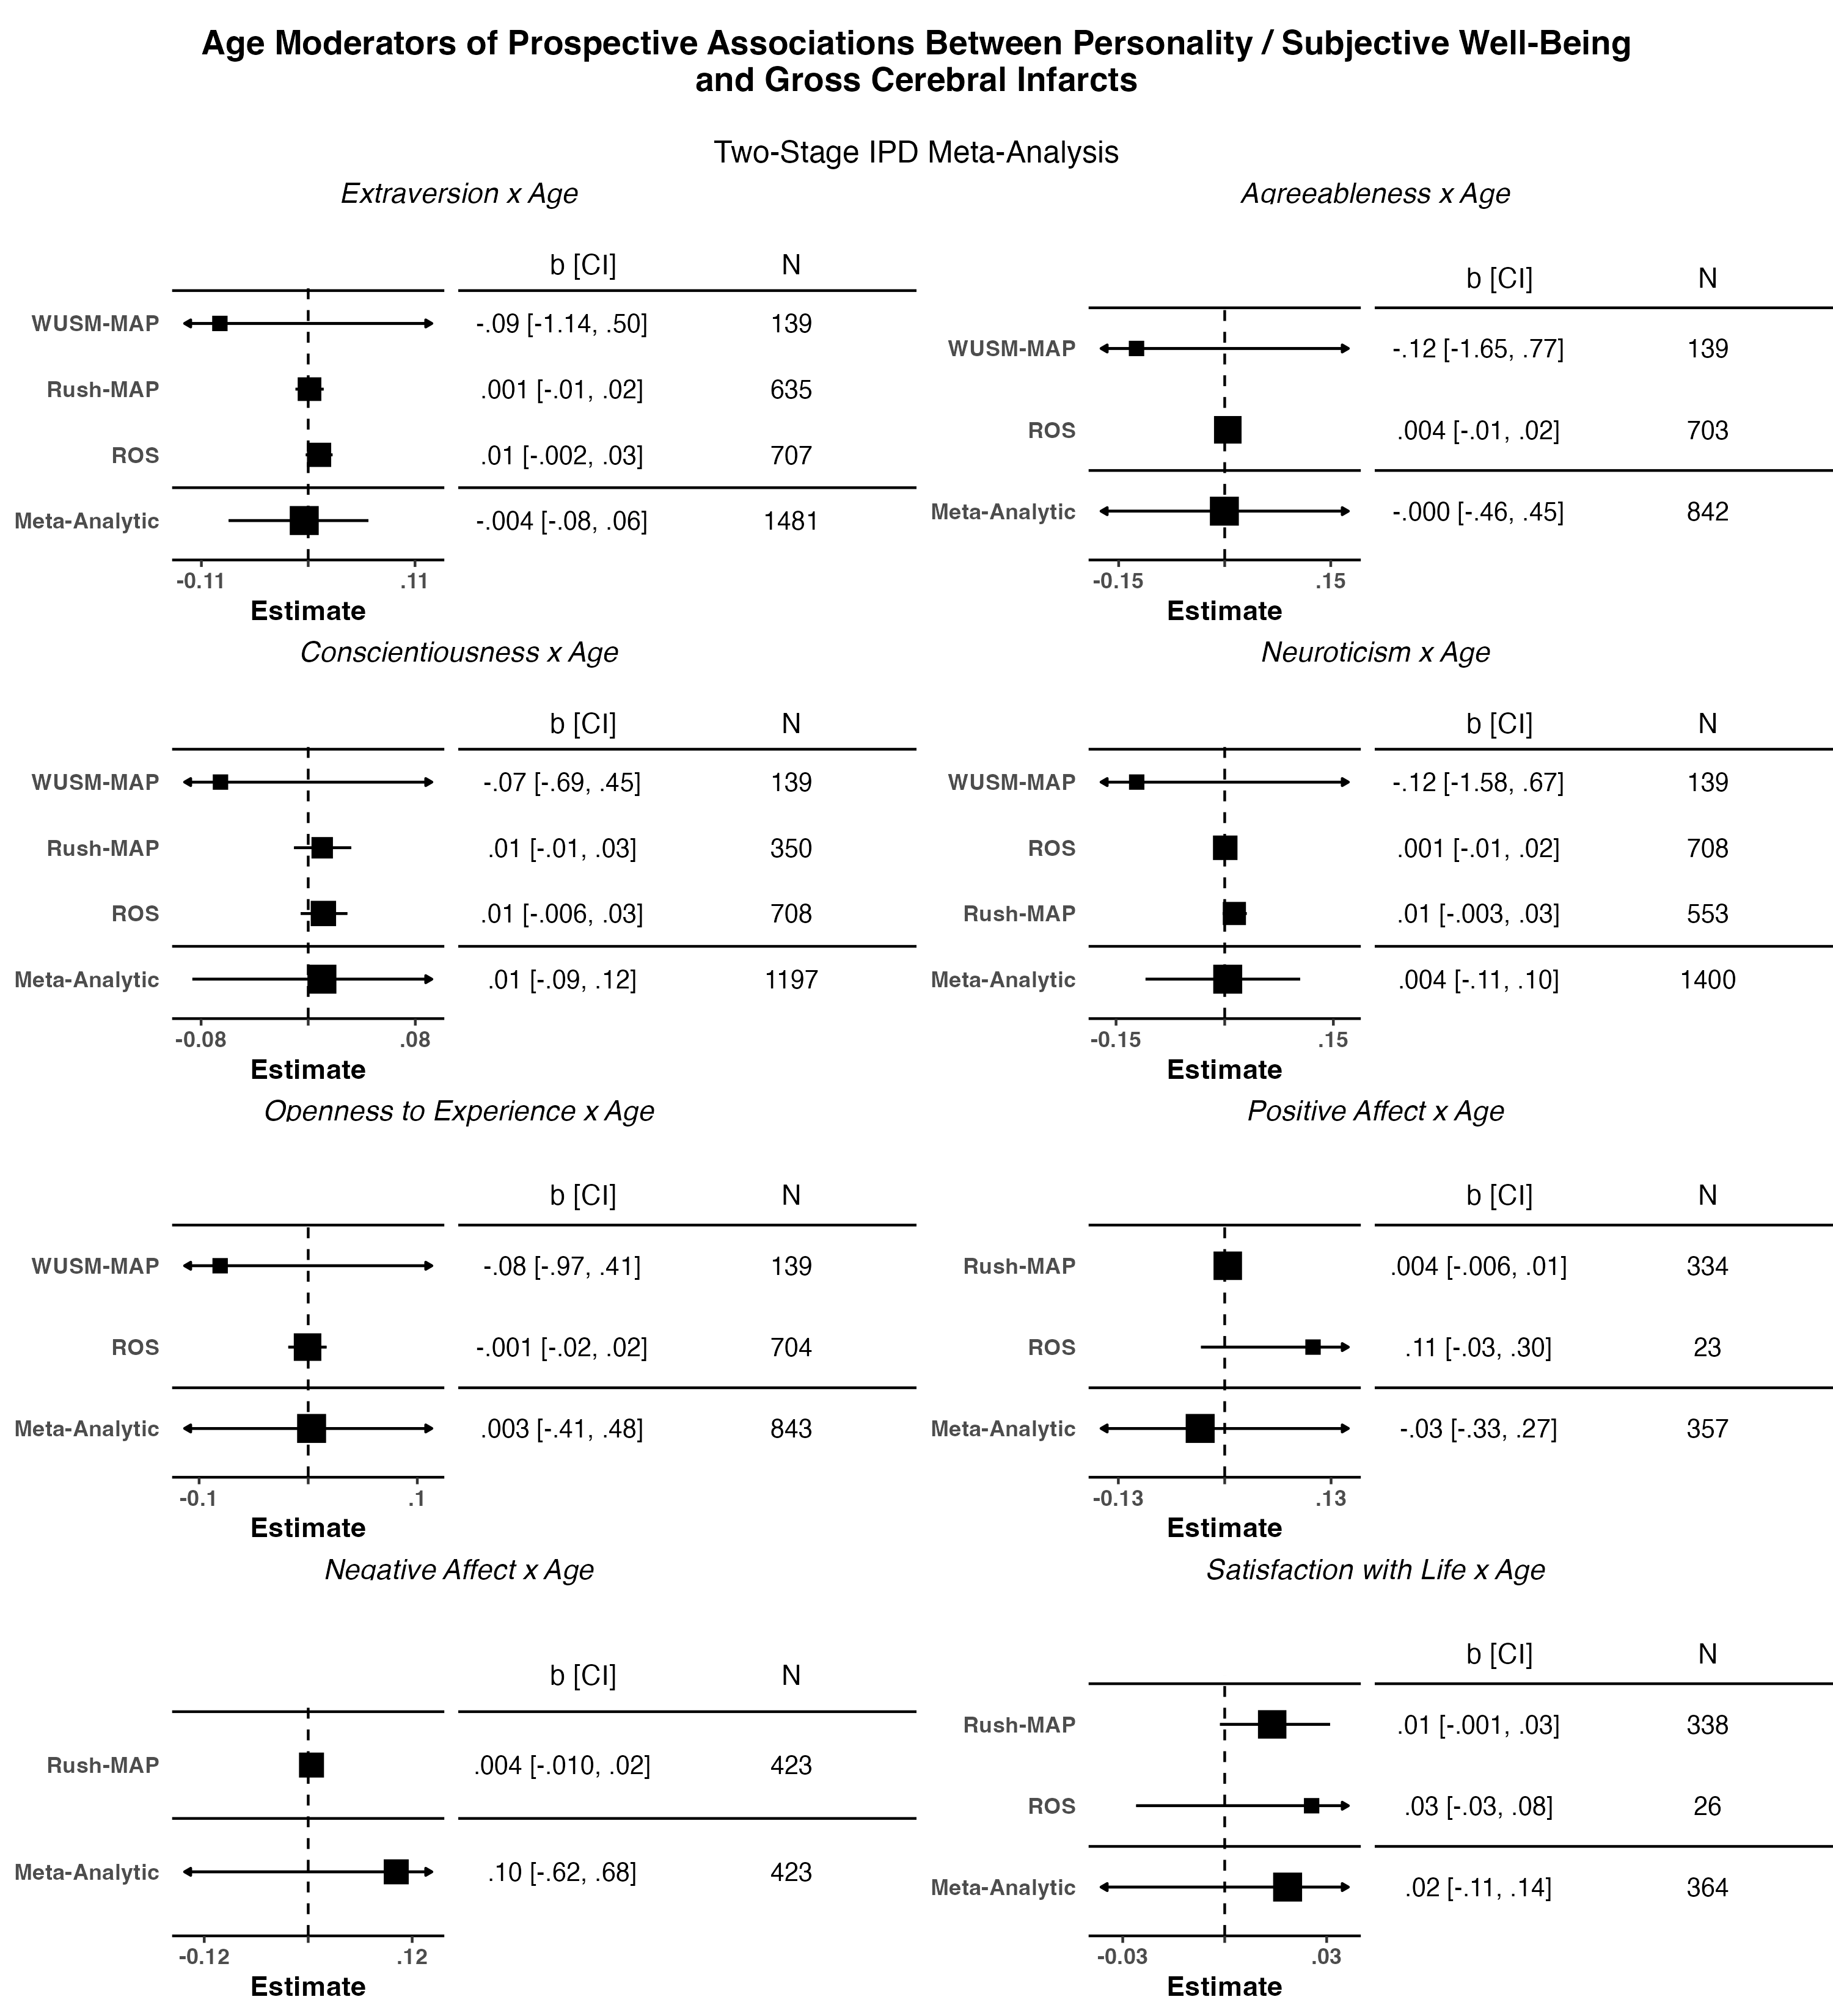 Age Moderators of Prospective Associations Between Personality / Subjective Well-Being
and Gross Cerebral Infarcts
Two-Stage IPD Meta-Analysis
Extraversion x Age
b [CI] N
WUSM-MAP -.09 [-1.14, .50] 139
Rush-MAP .001 [-.01, .02] 635
ROS .01 [-.002, .03] 707
Meta-Analytic -.004 [-.08, .06] 1481
-0.11 .11
Estimate
Agreeableness x Age
b [CI] N
WUSM-MAP -.12 [-1.65, .77] 139
ROS .004 [-.01, .02] 703
Meta-Analytic -.000 [-.46, .45] 842
-0.15 .15
Estimate
Conscientiousness x Age
b [CI] N
WUSM-MAP -.07 [-.69, .45] 139
Rush-MAP .01 [-.01, .03] 350
ROS .01 [-.006, .03] 708
Meta-Analytic .01 [-.09, .12] 1197
-0.08 .08
Estimate
Neuroticism x Age
b [CI] N
WUSM-MAP -.12 [-1.58, .67] 139
ROS .001 [-.01, .02] 708
Rush-MAP .01 [-.003, .03] 553
Meta-Analytic .004 [-.11, .10] 1400
-0.15 .15
Estimate
Openness to Experience x Age
b [CI] N
WUSM-MAP -.08 [-.97, .41] 139
ROS -.001 [-.02, .02] 704
Meta-Analytic .003 [-.41, .48] 843
-0.1 .1
Estimate
Positive Affect x Age
b [CI] N
Rush-MAP .004 [-.006, .01] 334
ROS .11 [-.03, .30] 23
Meta-Analytic -.03 [-.33, .27] 357
-0.13 .13
Estimate
Negative Affect x Age
b [CI] N
Rush-MAP .004 [-.010, .02] 423
Meta-Analytic .10 [-.62, .68] 423
-0.12 .12
Estimate
Satisfaction with Life x Age
b [CI] N
Rush-MAP .01 [-.001, .03] 338
ROS .03 [-.03, .08] 26
Meta-Analytic .02 [-.11, .14] 364
-0.03 .03
Estimate